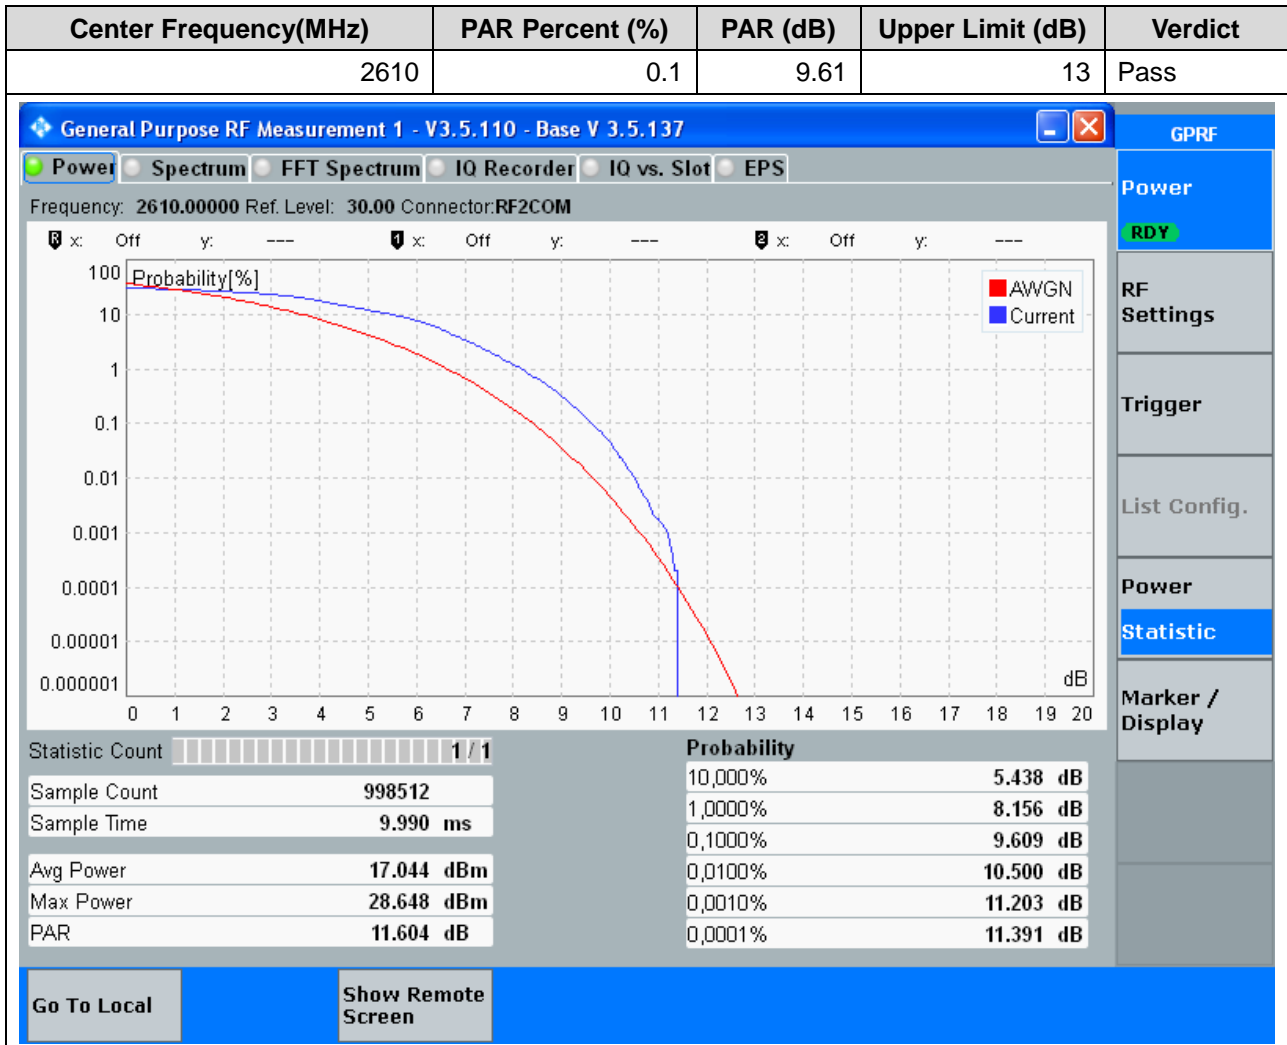 Center Frequency(MHz) PAR Percent (%) PAR (dB) Upper Limit (dB) Verdict
2610 0.1 9.61 13 Pass
General Purpose RF Measurement 1 - V3.5.110 - Base V 3.5.137
GPRF
Power Spectrum FFT Spectrum IQ Recorder IQ vs. Slot EPS
Power
RDY
Frequency: 2610.00000 Ref. Level: 30.00 Connector:RF2COM
R x: Off y: --- 1 x: Off y: --- 2 x: Off y: ---
Probability[%]
AWGN
Current
100
10
1
0.1
0.01
0.001
0.0001
0.00001
0.000001
dB
0 1 2 3 4 5 6 7 8 9 10 11 12 13 14 15 16 17 18 19 20
RF
Settings
Trigger
List Config.
Power
Statistic
Marker /
Display
Statistic Count 1 / 1
Sample Count 998512
Sample Time 9.990 ms
Avg Power 17.044 dBm
Max Power 28.648 dBm
PAR 11.604 dB
Probability
10,000% 5.438 dB
1,0000% 8.156 dB
0,1000% 9.609 dB
0,0100% 10.500 dB
0,0010% 11.203 dB
0,0001% 11.391 dB
Go To Local
Show Remote
Screen